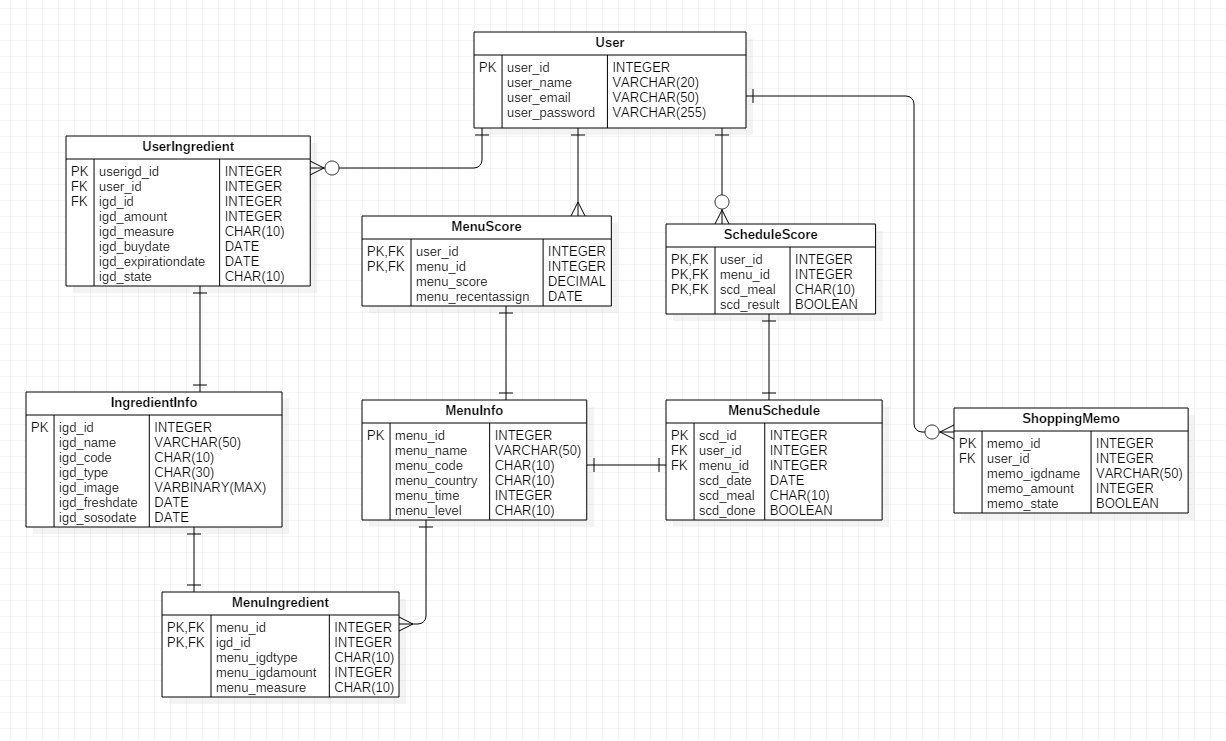 User
PK user_id INTEGER
user_name VARCHAR(20)
user_email VARCHAR(50)
user_password VARCHAR(255)
UserIngredient
PK userigd_id INTEGER
FK user_id INTEGER
FK igd_id INTEGER
igd_amount INTEGER
igd_measure CHAR(10)
igd_buydate DATE
igd_expirationdate DATE
igd_state CHAR(10)
MenuScore
PK,FK user_id INTEGER
PK,FK menu_id INTEGER
menu_score DECIMAL
menu_recentassign DATE
ScheduleScore
PK,FK user_id INTEGER
PK,FK menu_id INTEGER
PK,FK scd_meal CHAR(10)
scd_result BOOLEAN
IngredientInfo
PK igd_id INTEGER
igd_name VARCHAR(50)
igd_code CHAR(10)
igd_type CHAR(30)
igd_image VARBINARY(MAX)
igd_freshdate DATE
igd_sosodate DATE
MenuInfo
PK menu_id INTEGER
menu_name VARCHAR(50)
menu_code CHAR(10)
menu_country CHAR(10)
menu_time INTEGER
menu_level CHAR(10)
MenuSchedule
PK scd_id INTEGER
FK user_id INTEGER
FK menu_id INTEGER
scd_date DATE
scd_meal CHAR(10)
scd_done BOOLEAN
ShoppingMemo
PK memo_id INTEGER
FK user_id INTEGER
memo_igdname VARCHAR(50)
memo_amount INTEGER
memo_state BOOLEAN
MenuIngredient
PK,FK menu_id INTEGER
PK,FK igd_id INTEGER
menu_igdtype CHAR(10)
menu_igdamount INTEGER
menu_measure CHAR(10)